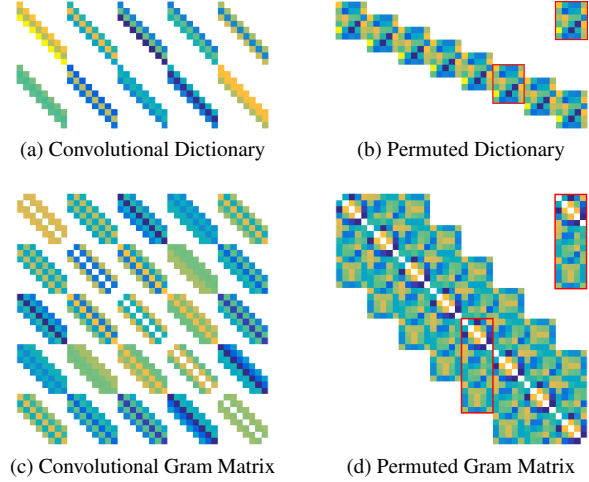 (a) Convolutional Dictionary
(b) Permuted Dictionary
(c) Convolutional Gram Matrix
(d) Permuted Gram Matrix